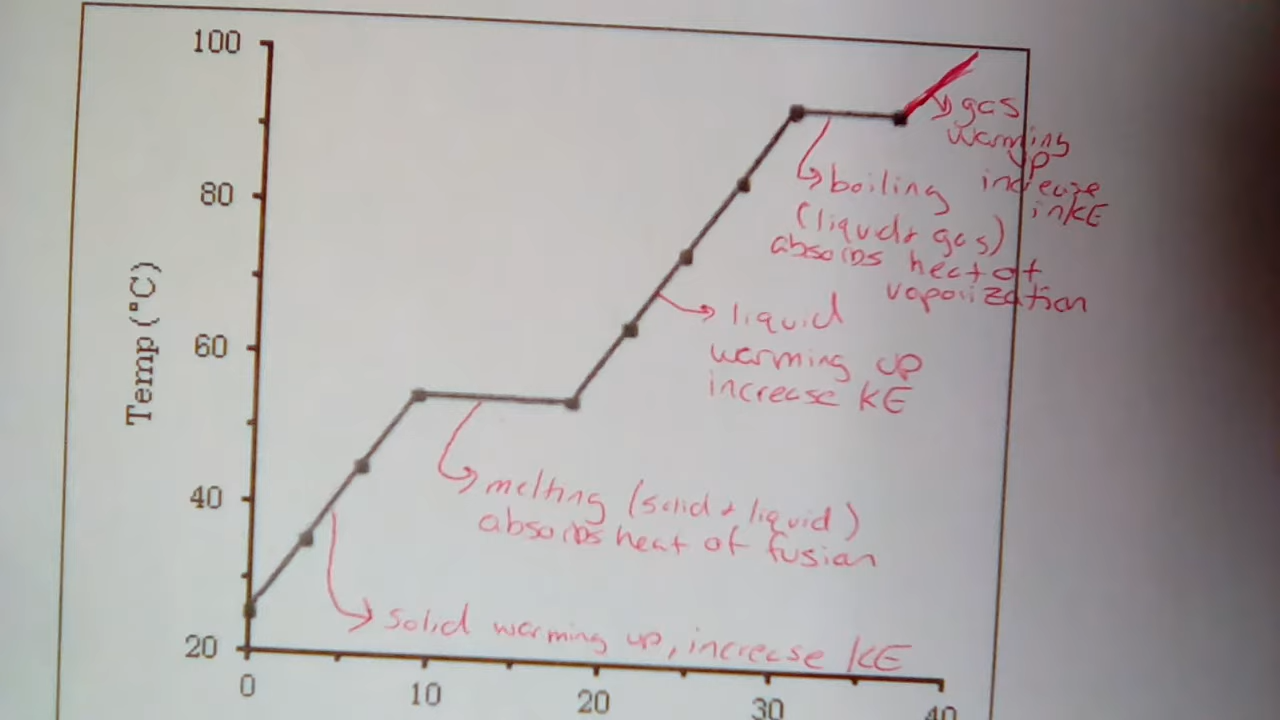 100
80
60
40
20
Temp (°C)
0 10 20 30 40
gas
warming
up
increase
in KE
boiling
(liquid + gas)
absorbs heat of
vaporization
liquid
warming up
increase KE
melting (solid + liquid)
absorbs heat of fusion
solid warming up, increase KE